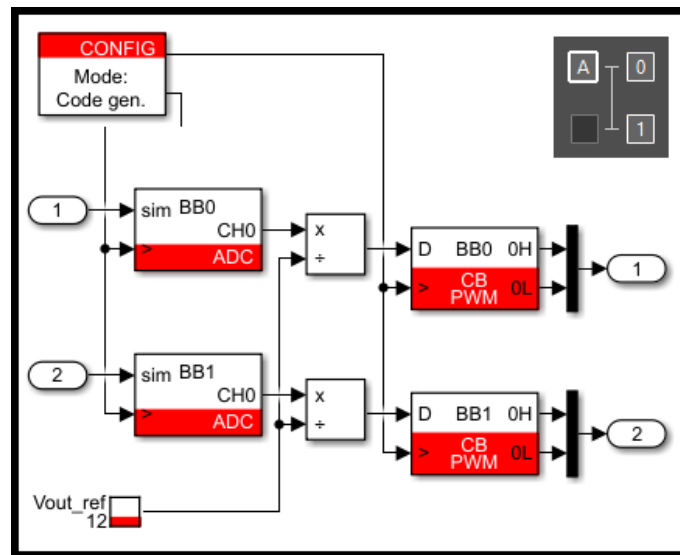 CONFIG
Mode:
Code gen.
A 0
1
1
sim BB0
CH0
> ADC
x
÷
D BB0 0H
> CB 0L
PWM
1
2
sim BB1
CH0
> ADC
x
÷
D BB1 0H
> CB 0L
PWM
2
Vout_ref
12